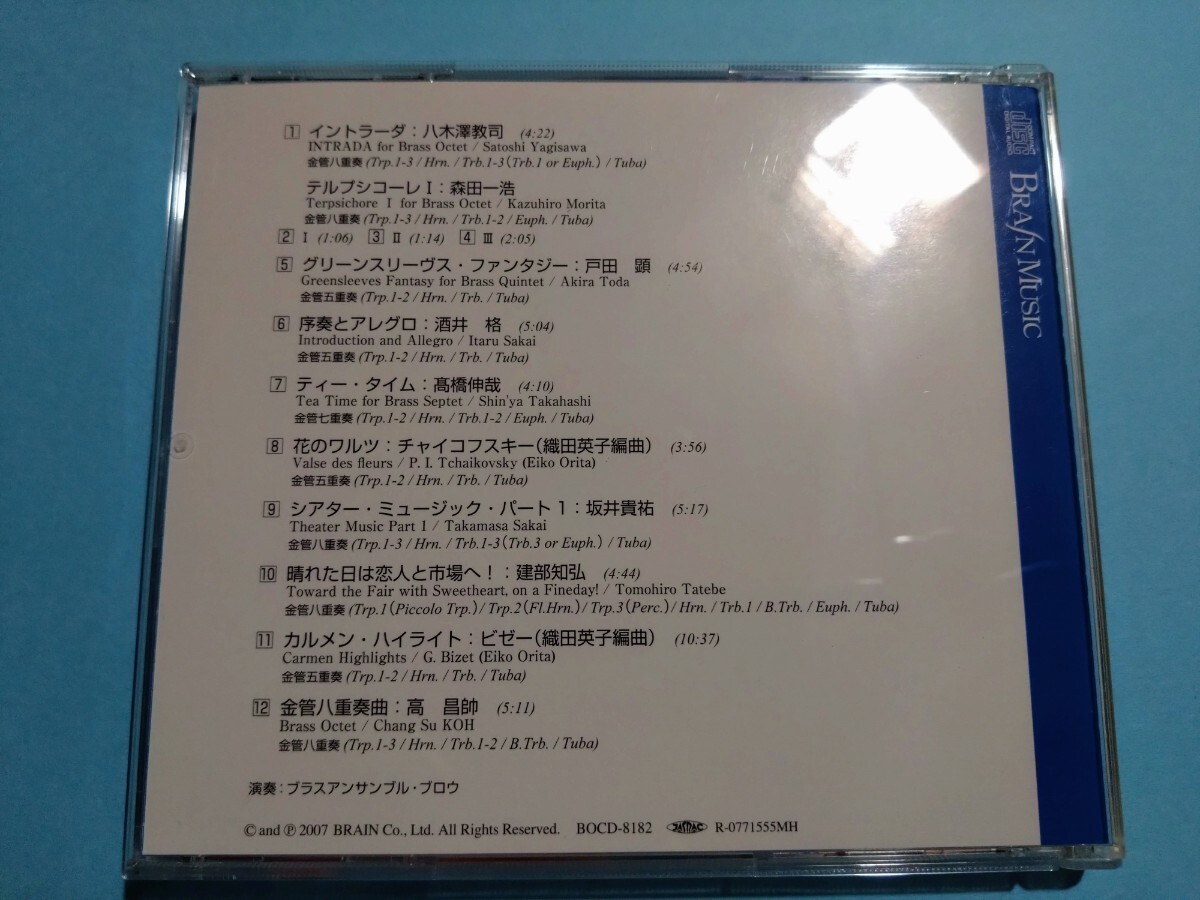 1 イントラーダ：八木澤教司 (4:22)
INTRADA for Brass Octet / Satoshi Yagisawa
金管八重奏 (Trp.1-3 / Hrn. / Trb.1-3 (Trb.1 or Euph.) / Tuba)
テルプシコーレⅠ：森田一浩
Terpsichore Ⅰ for Brass Octet / Kazuhiro Morita
金管八重奏 (Trp.1-3 / Hrn. / Trb.1-2 / Euph. / Tuba)
2 Ⅰ (1:06) 3 Ⅱ (1:14) 4 Ⅲ (2:05)
5 グリーンスリーヴス・ファンタジー：戸田 顕 (4:54)
Greensleeves Fantasy for Brass Quintet / Akira Toda
金管五重奏 (Trp.1-2 / Hrn. / Trb. / Tuba)
6 序奏とアレグロ：酒井 格 (5:04)
Introduction and Allegro / Itaru Sakai
金管五重奏 (Trp.1-2 / Hrn. / Trb. / Tuba)
7 ティー・タイム：髙橋伸哉 (4:10)
Tea Time for Brass Septet / Shin'ya Takahashi
金管七重奏 (Trp.1-2 / Hrn. / Trb.1-2 / Euph. / Tuba)
8 花のワルツ：チャイコフスキー（織田英子編曲） (3:56)
Valse des fleurs / P. I. Tchaikovsky (Eiko Orita)
金管五重奏 (Trp.1-2 / Hrn. / Trb. / Tuba)
9 シアター・ミュージック・パート1：坂井貴祐 (5:17)
Theater Music Part 1 / Takamasa Sakai
金管八重奏 (Trp.1-3 / Hrn. / Trb.1-3 (Trb.3 or Euph.) / Tuba)
10 晴れた日は恋人と市場へ！：建部知弘 (4:44)
Toward the Fair with Sweetheart, on a Fineday! / Tomohiro Tatebe
金管八重奏 (Trp.1 (Piccolo Trp.) / Trp.2 (Fl.Hrn.) / Trp.3 (Perc.) / Hrn. / Trb.1 / B.Trb. / Euph. / Tuba)
11 カルメン・ハイライト：ビゼー（織田英子編曲） (10:37)
Carmen Highlights / G. Bizet (Eiko Orita)
金管五重奏 (Trp.1-2 / Hrn. / Trb. / Tuba)
12 金管八重奏曲：高 昌帥 (5:11)
Brass Octet / Chang Su KOH
金管八重奏 (Trp.1-3 / Hrn. / Trb.1-2 / B.Trb. / Tuba)
演奏：ブラスアンサンブル・ブロウ
© and ℗ 2007 BRAIN Co., Ltd. All Rights Reserved. BOCD-8182 JASRAC R-0771555MH
COMPACT disc DIGITAL AUDIO
BRAIN MUSIC